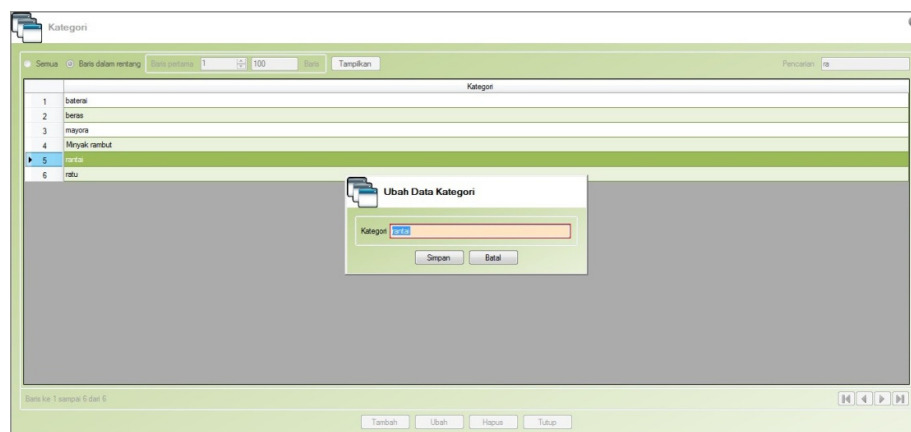 Kategori
Semua Baris dalam rentang Baris pertama 1 100 Baris Tampilkan Pencarian ra
Kategori
1 baterai
2 beras
3 mayora
4 Minyak rambut
5 rantai
6 ratu
Ubah Data Kategori
Kategori rantai
Simpan Batal
Baris ke 1 sampai 6 dari 6
Tambah Ubah Hapus Tutup